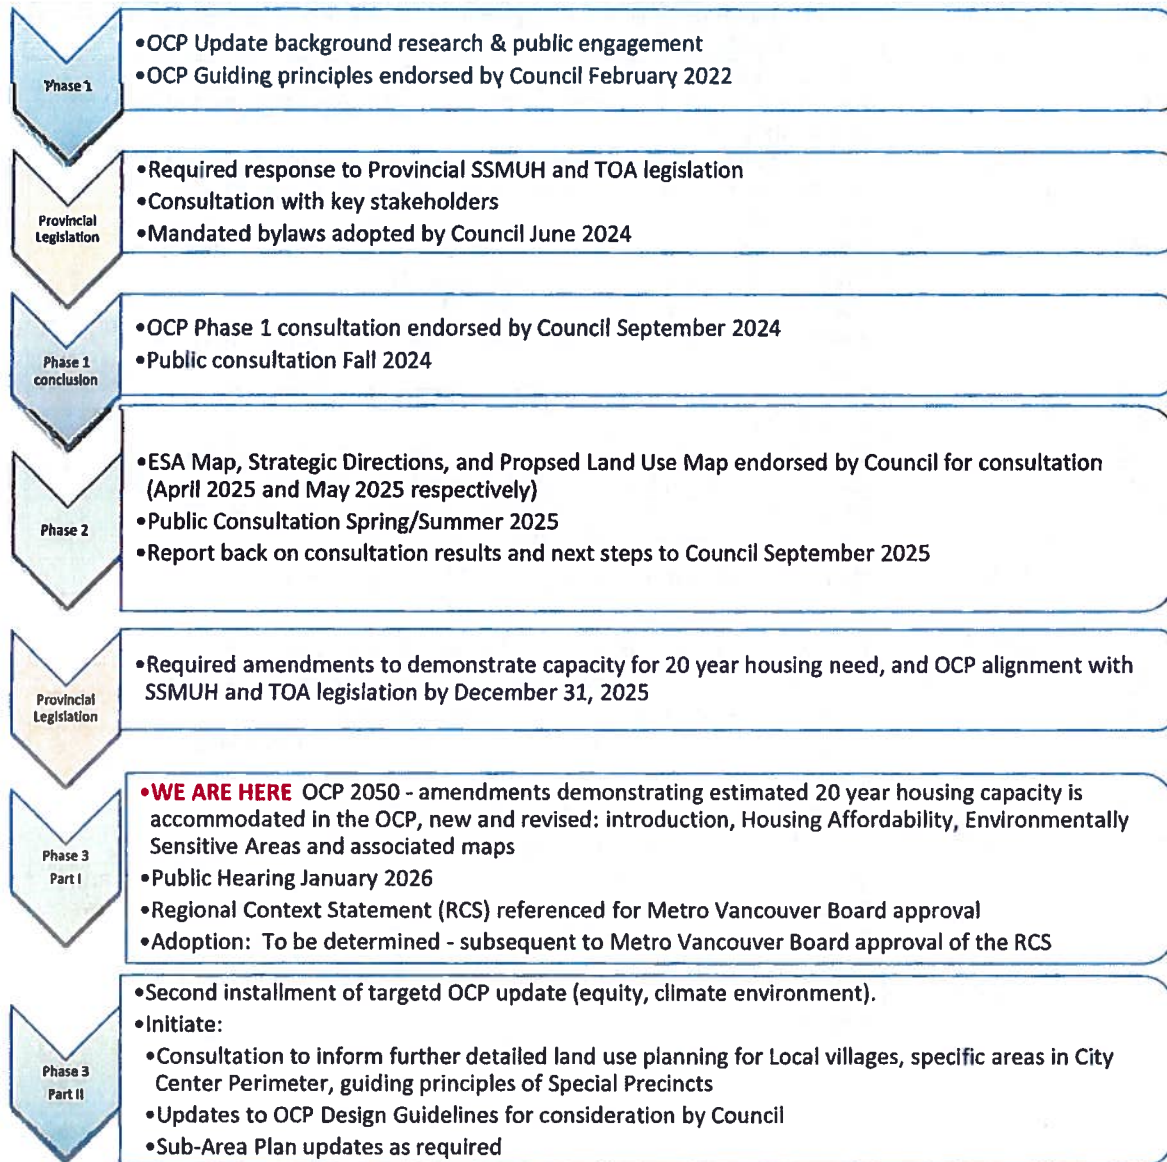 Phase 1
•OCP Update background research & public engagement
•OCP Guiding principles endorsed by Council February 2022
Provincial
Legislation
•Required response to Provincial SSMUH and TOA legislation
•Consultation with key stakeholders
•Mandated bylaws adopted by Council June 2024
Phase 1
conclusion
•OCP Phase 1 consultation endorsed by Council September 2024
•Public consultation Fall 2024
Phase 2
•ESA Map, Strategic Directions, and Propsed Land Use Map endorsed by Council for consultation
(April 2025 and May 2025 respectively)
•Public Consultation Spring/Summer 2025
•Report back on consultation results and next steps to Council September 2025
Provincial
Legislation
•Required amendments to demonstrate capacity for 20 year housing need, and OCP alignment with
SSMUH and TOA legislation by December 31, 2025
Phase 3
Part I
•WE ARE HERE OCP 2050 - amendments demonstrating estimated 20 year housing capacity is
accommodated in the OCP, new and revised: introduction, Housing Affordability, Environmentally
Sensitive Areas and associated maps
•Public Hearing January 2026
•Regional Context Statement (RCS) referenced for Metro Vancouver Board approval
•Adoption: To be determined - subsequent to Metro Vancouver Board approval of the RCS
Phase 3
Part II
•Second installment of targetd OCP update (equity, climate environment).
•Initiate:
•Consultation to inform further detailed land use planning for Local villages, specific areas in City
Center Perimeter, guiding principles of Special Precincts
•Updates to OCP Design Guidelines for consideration by Council
•Sub-Area Plan updates as required